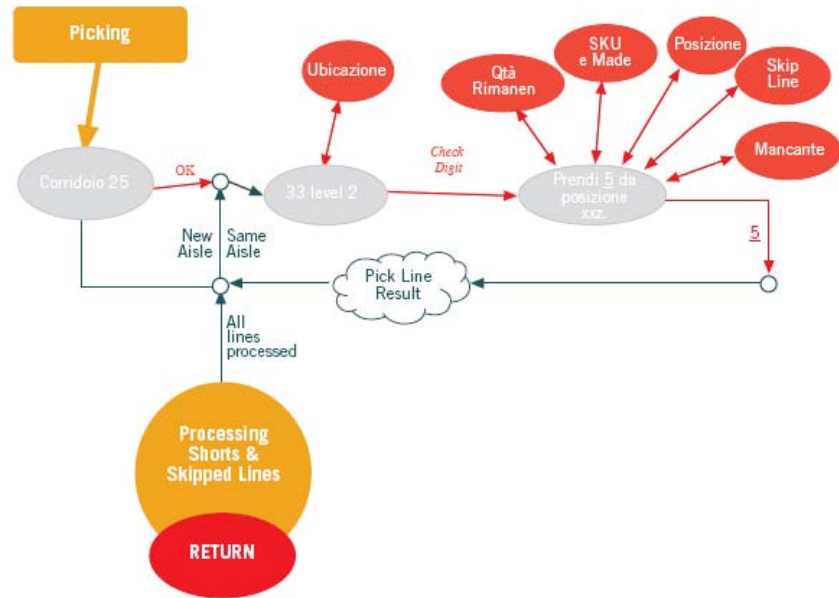 Picking
Ubicazione
Qtà
Rimanen
SKU
e Made
Posizione
Skip
Line
Mancante
Corridoio 25
OK
33 level 2
Check
Digit
Prendi 5 da
posizione
xxz.
New
Aisle
Same
Aisle
5
Pick Line
Result
All
lines
processed
Processing
Shorts &
Skipped Lines
RETURN